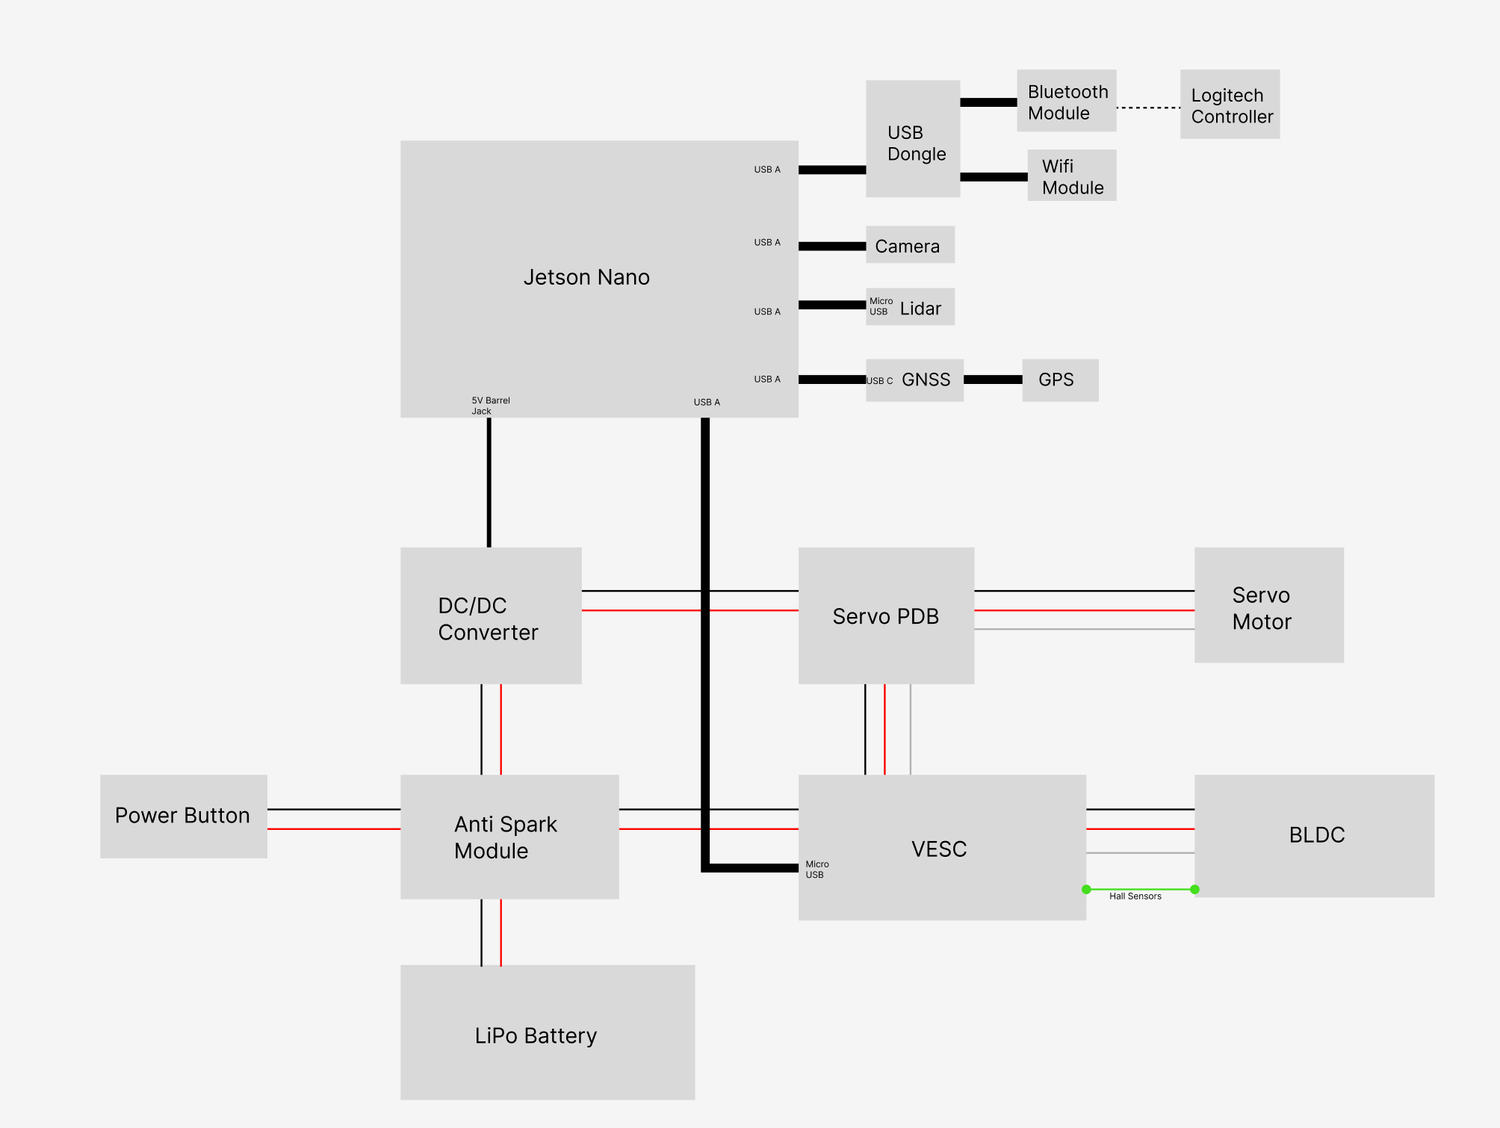 Bluetooth
Module
Logitech
Controller
USB
Dongle
USB A
Wifi
Module
USB A
Camera
Jetson Nano
USB A
Micro
USB
Lidar
USB A
USB C
GNSS
GPS
5V Barrel
Jack
USB A
DC/DC
Converter
Servo PDB
Servo
Motor
Power Button
Anti Spark
Module
VESC
BLDC
Micro
USB
Hall Sensors
LiPo Battery